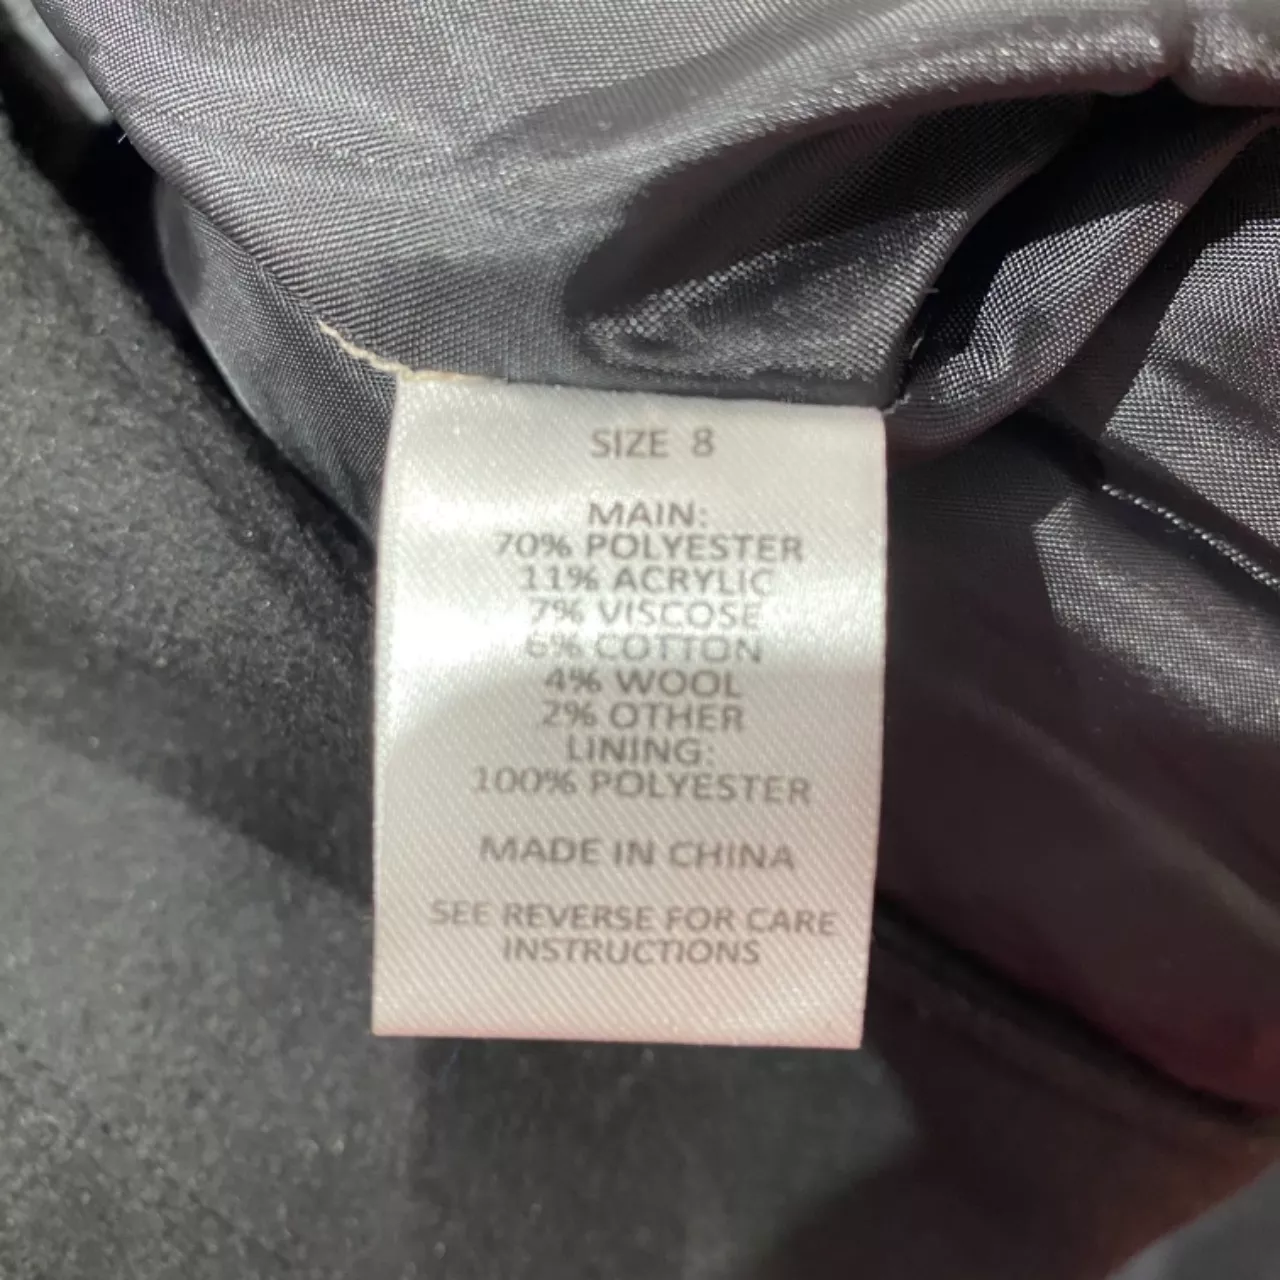 SIZE 8
MAIN:
70% POLYESTER
11% ACRYLIC
7% VISCOSE
6% COTTON
4% WOOL
2% OTHER
LINING:
100% POLYESTER
MADE IN CHINA
SEE REVERSE FOR CARE
INSTRUCTIONS